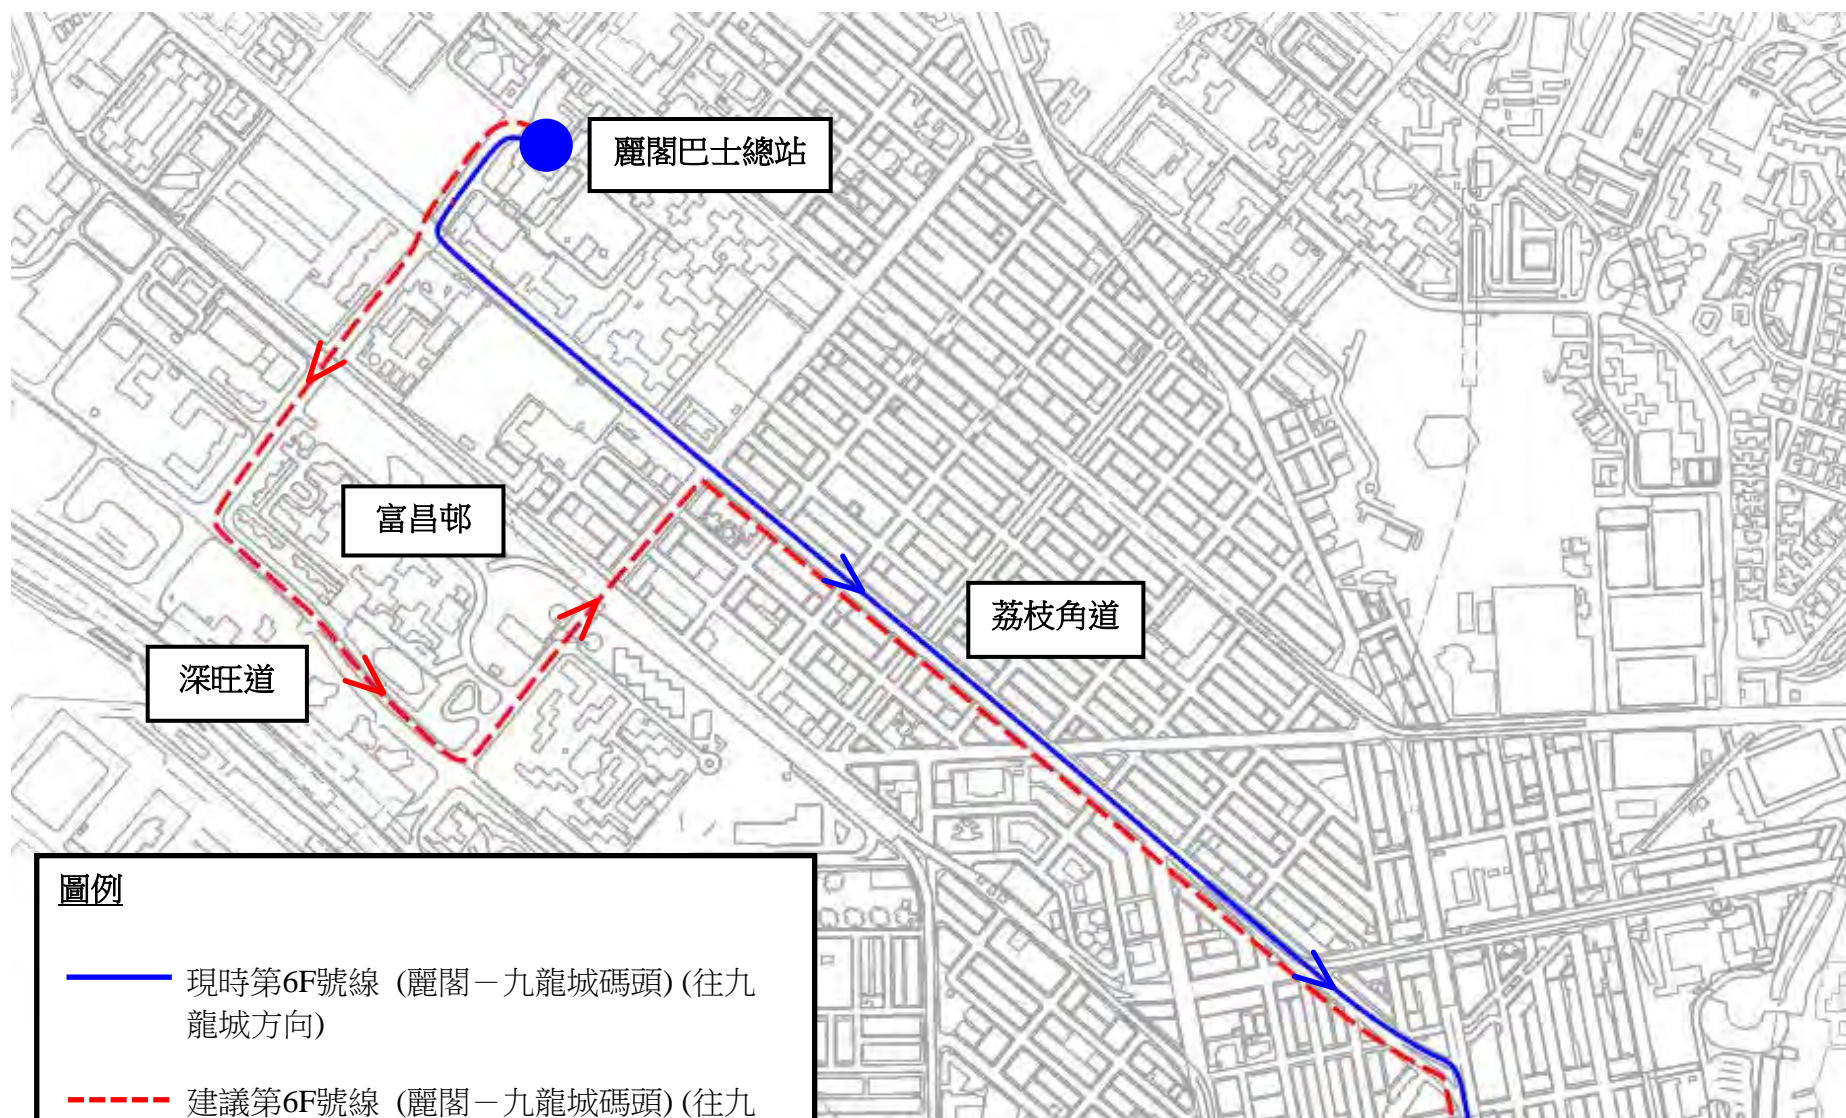 麗閣巴士總站
富昌邨
荔枝角道
深旺道
圖例
現時第6F號線 (麗閣－九龍城碼頭) (往九
龍城方向)
建議第6F號線 (麗閣－九龍城碼頭) (往九